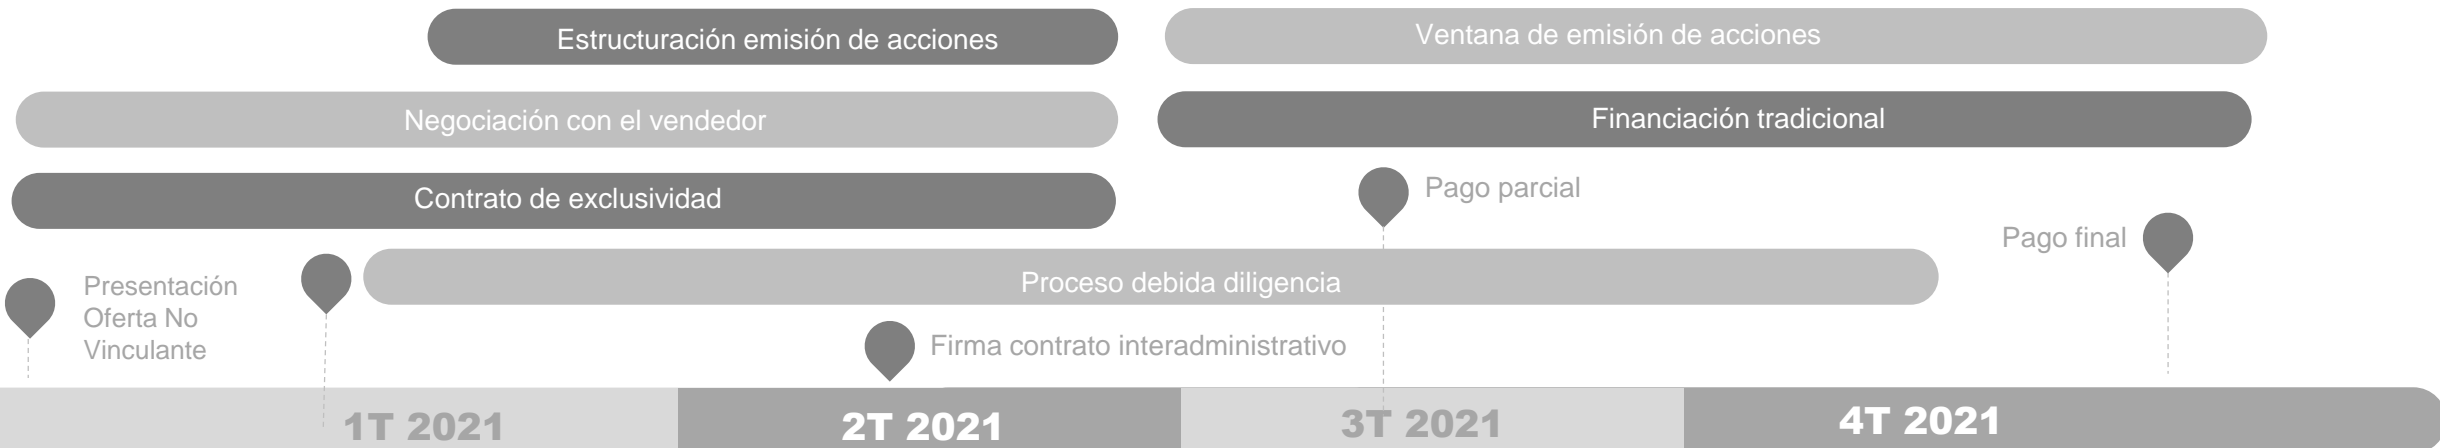 Estructuración emisión de acciones
Ventana de emisión de acciones
Negociación con el vendedor
Financiación tradicional
Contrato de exclusividad
Pago parcial
Pago final
Presentación
Oferta No
Vinculante
Proceso debida diligencia
Firma contrato interadministrativo
1T 2021
2T 2021
3T 2021
4T 2021